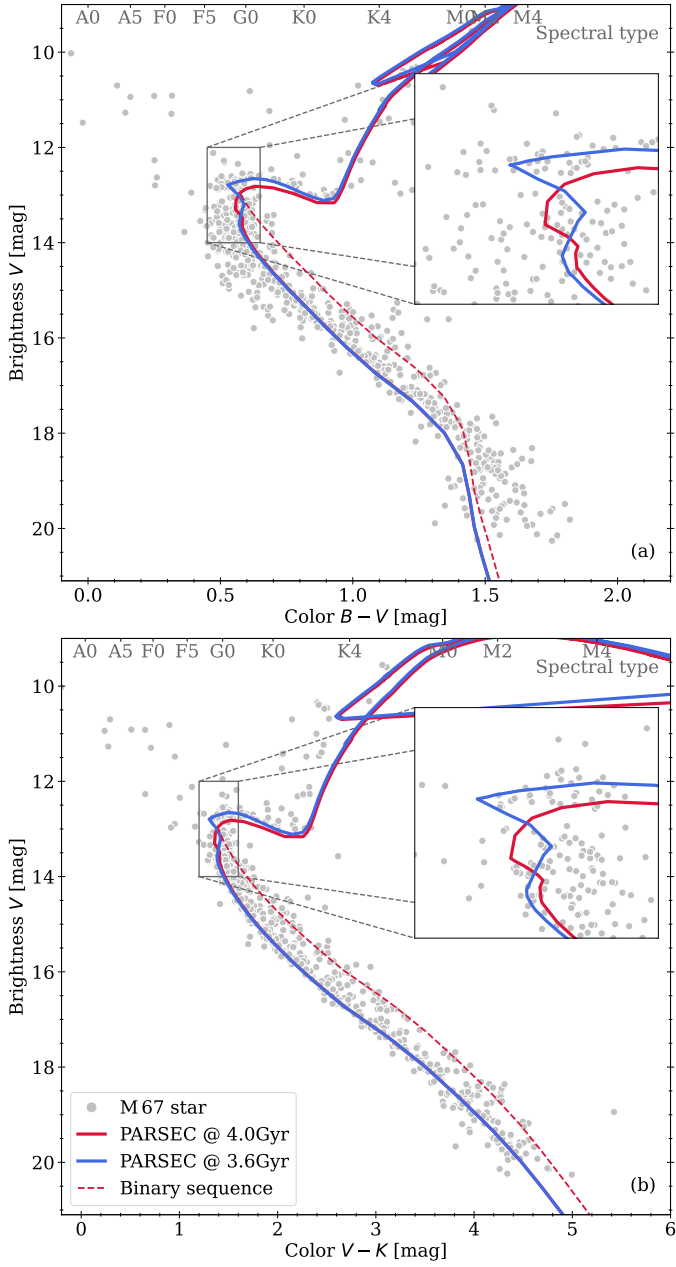 A0 A5 F0 F5 G0 K0 K4 M0 M2 M4
Spectral type
10
12
14
16
18
20
Brightness V [mag]
(a)
0.0 0.5 1.0 1.5 2.0
Color B − V [mag]
A0 A5 F0 F5 G0 K0 K4 M0 M2 M4
Spectral type
10
12
14
16
18
20
Brightness V [mag]
M 67 star
PARSEC @ 4.0Gyr
PARSEC @ 3.6Gyr
Binary sequence
(b)
0 1 2 3 4 5 6
Color V − K [mag]